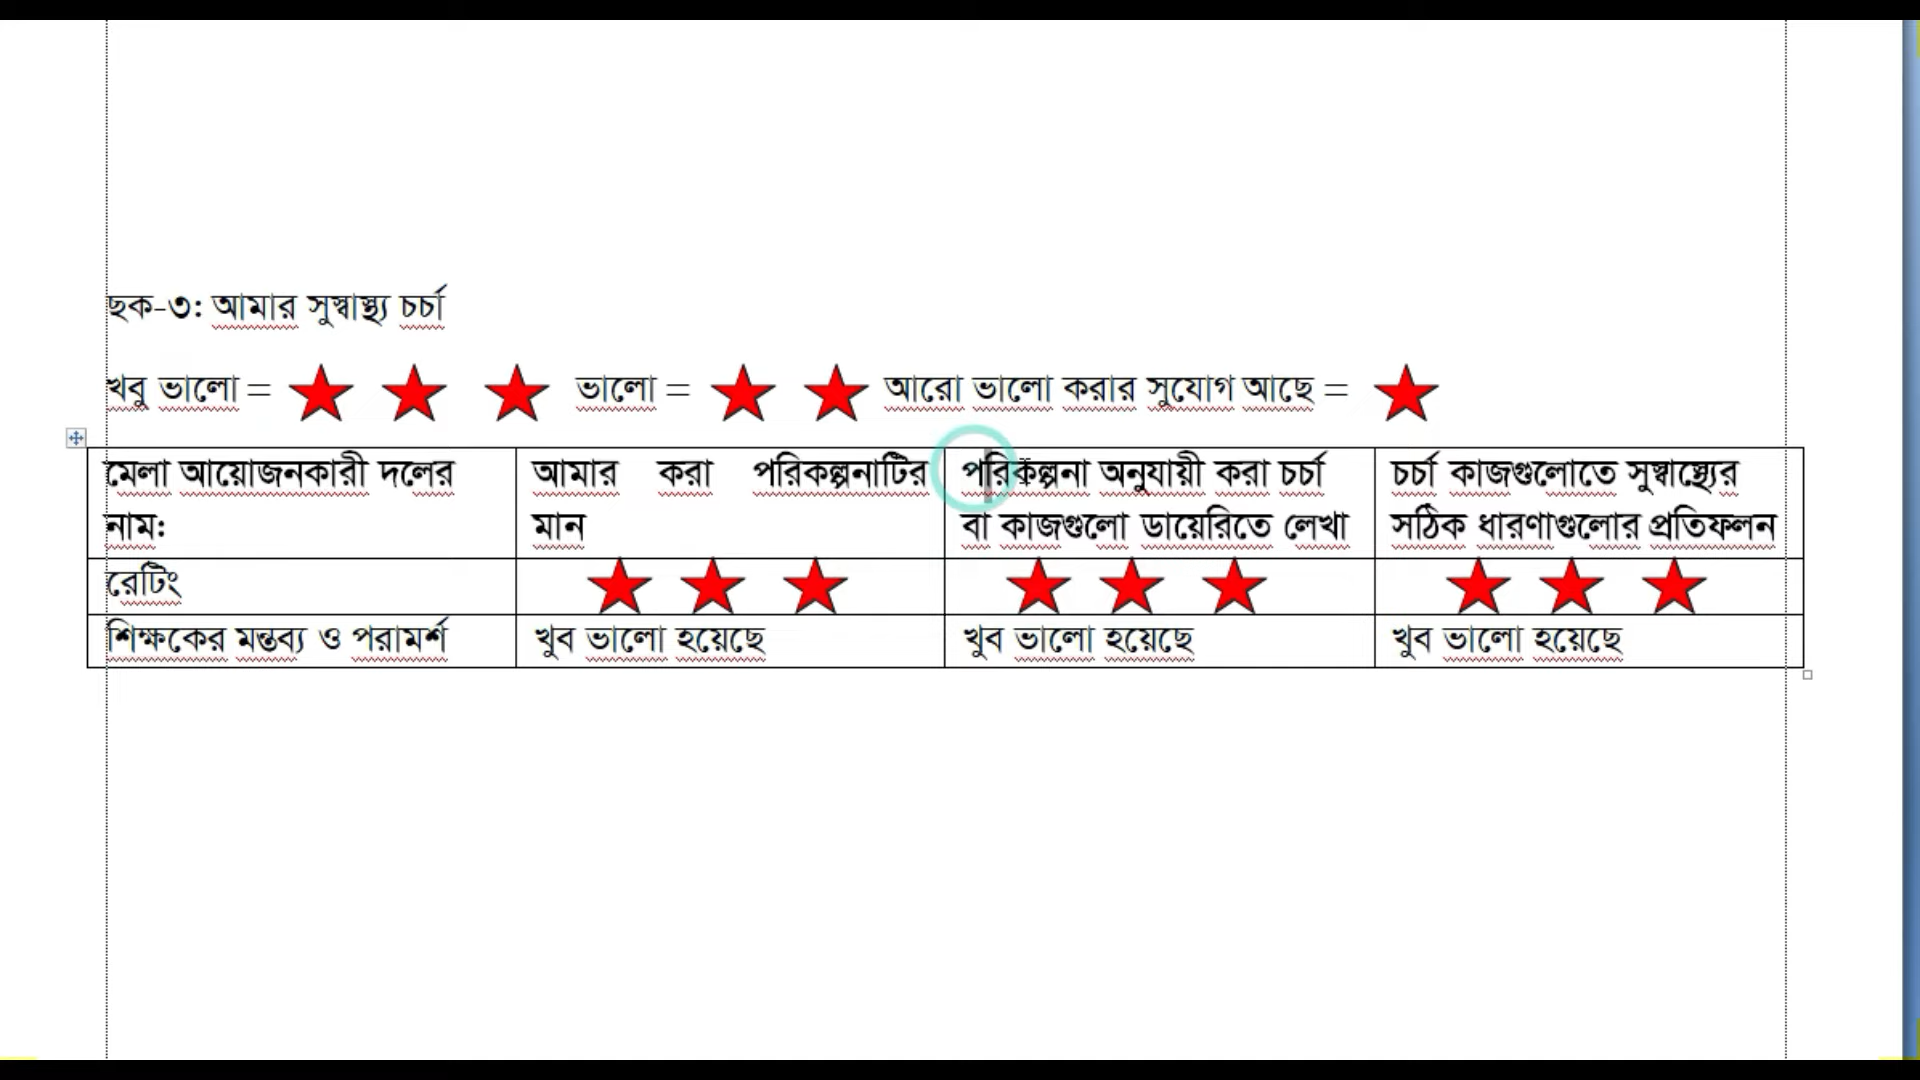 ছক-৩: আমার সুস্বাস্থ্য চর্চা
খবু ভালো = ভালো = আরো ভালো করার সুযোগ আছে =
মেলা আয়োজনকারী দলের নাম:
আমার করা পরিকল্পনাটির মান
পরিকল্পনা অনুযায়ী করা চর্চা বা কাজগুলো ডায়েরিতে লেখা
চর্চা কাজগুলোতে সুস্বাস্থ্যের সঠিক ধারণাগুলোর প্রতিফলন
রেটিং
শিক্ষকের মন্তব্য ও পরামর্শ
খুব ভালো হয়েছে
খুব ভালো হয়েছে
খুব ভালো হয়েছে